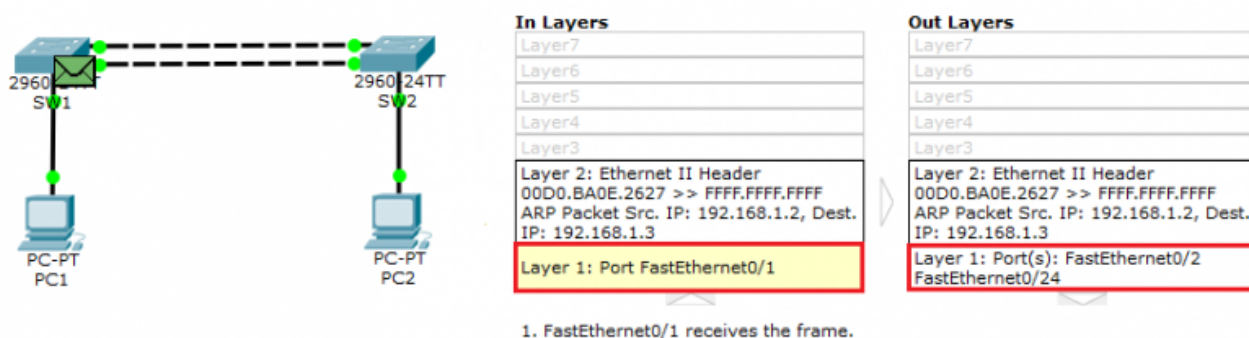 2960-24TT
SW1
2960-24TT
SW2
PC-PT
PC1
PC-PT
PC2
In Layers
Layer7
Layer6
Layer5
Layer4
Layer3
Layer 2: Ethernet II Header
00D0.BA0E.2627 >> FFFF.FFFF.FFFF
ARP Packet Src. IP: 192.168.1.2, Dest.
IP: 192.168.1.3
Layer 1: Port FastEthernet0/1
1. FastEthernet0/1 receives the frame.
Out Layers
Layer7
Layer6
Layer5
Layer4
Layer3
Layer 2: Ethernet II Header
00D0.BA0E.2627 >> FFFF.FFFF.FFFF
ARP Packet Src. IP: 192.168.1.2, Dest.
IP: 192.168.1.3
Layer 1: Port(s): FastEthernet0/2
FastEthernet0/24